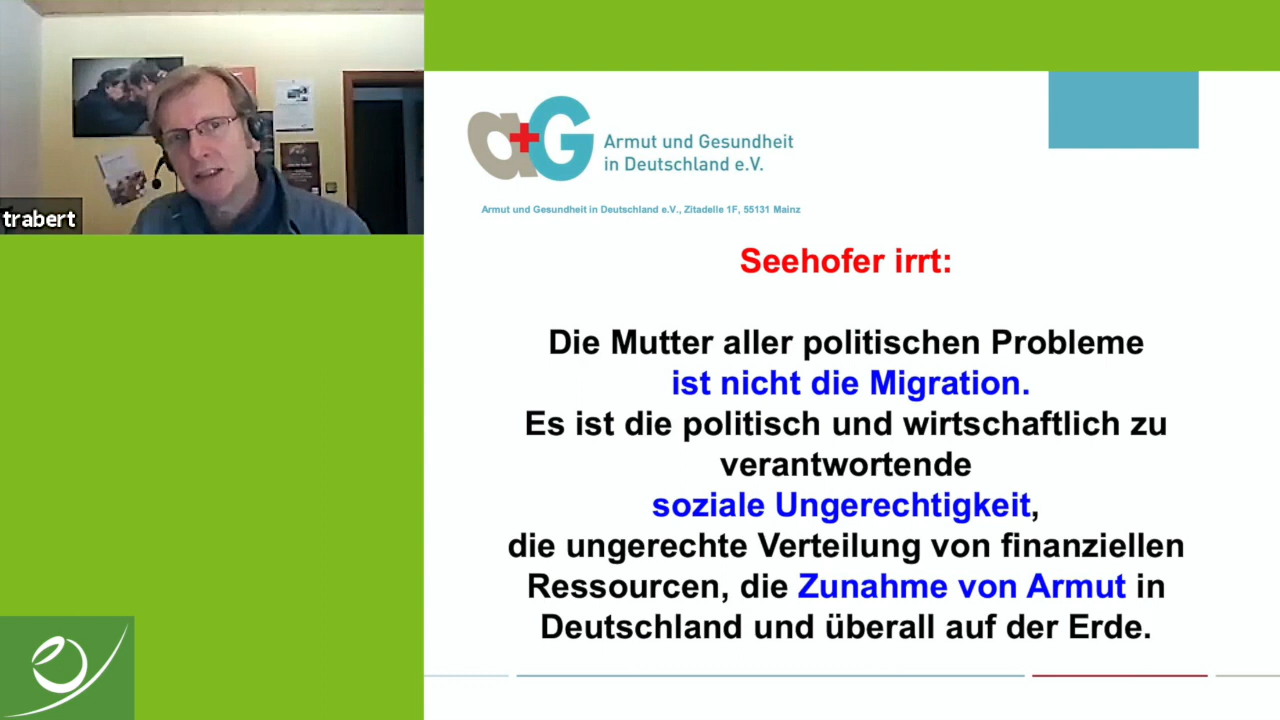 trabert
a+G
Armut und Gesundheit
in Deutschland e.V.
Armut und Gesundheit in Deutschland e.V., Zitadelle 1F, 55131 Mainz
Seehofer irrt:
Die Mutter aller politischen Probleme
ist nicht die Migration.
Es ist die politisch und wirtschaftlich zu
verantwortende
soziale Ungerechtigkeit,
die ungerechte Verteilung von finanziellen
Ressourcen, die Zunahme von Armut in
Deutschland und überall auf der Erde.